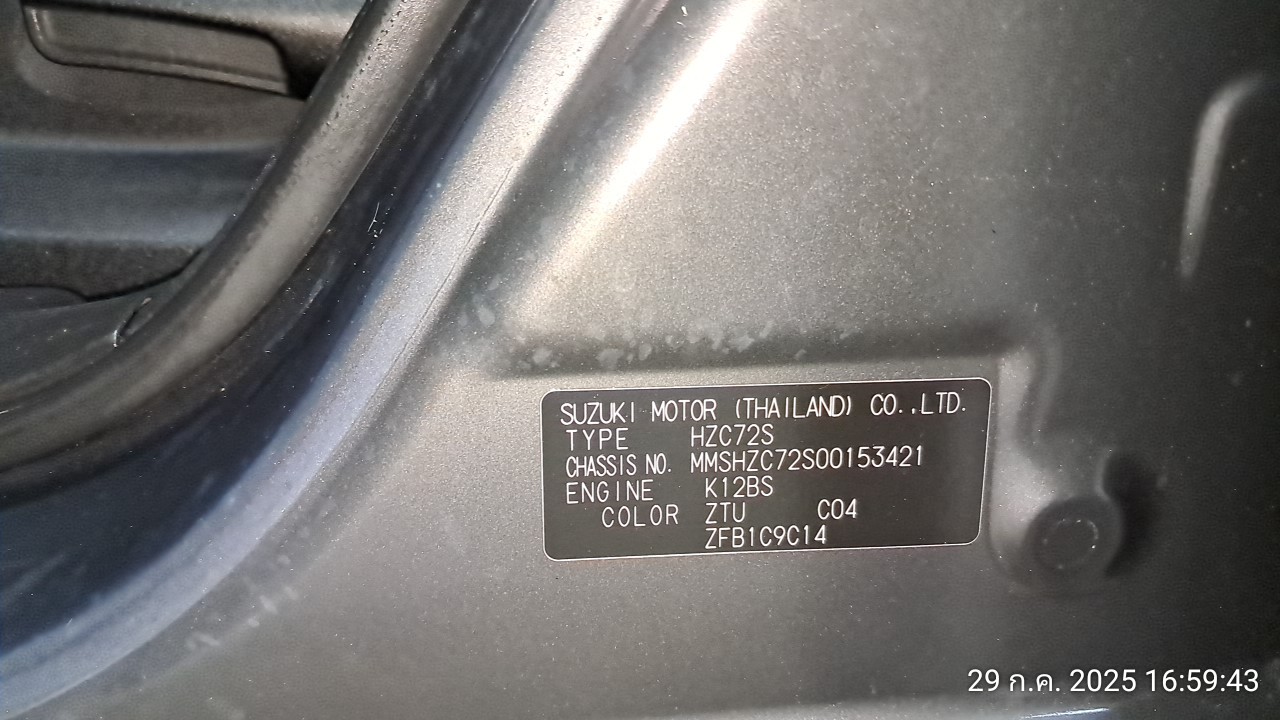 SUZUKI MOTOR (THAILAND) CO.,LTD.
TYPE HZC72S
CHASSIS NO. MMSHZC72S00153421
ENGINE K12BS
COLOR ZTU C04
ZFB1C9C14
29 ก.ค. 2025 16:59:43